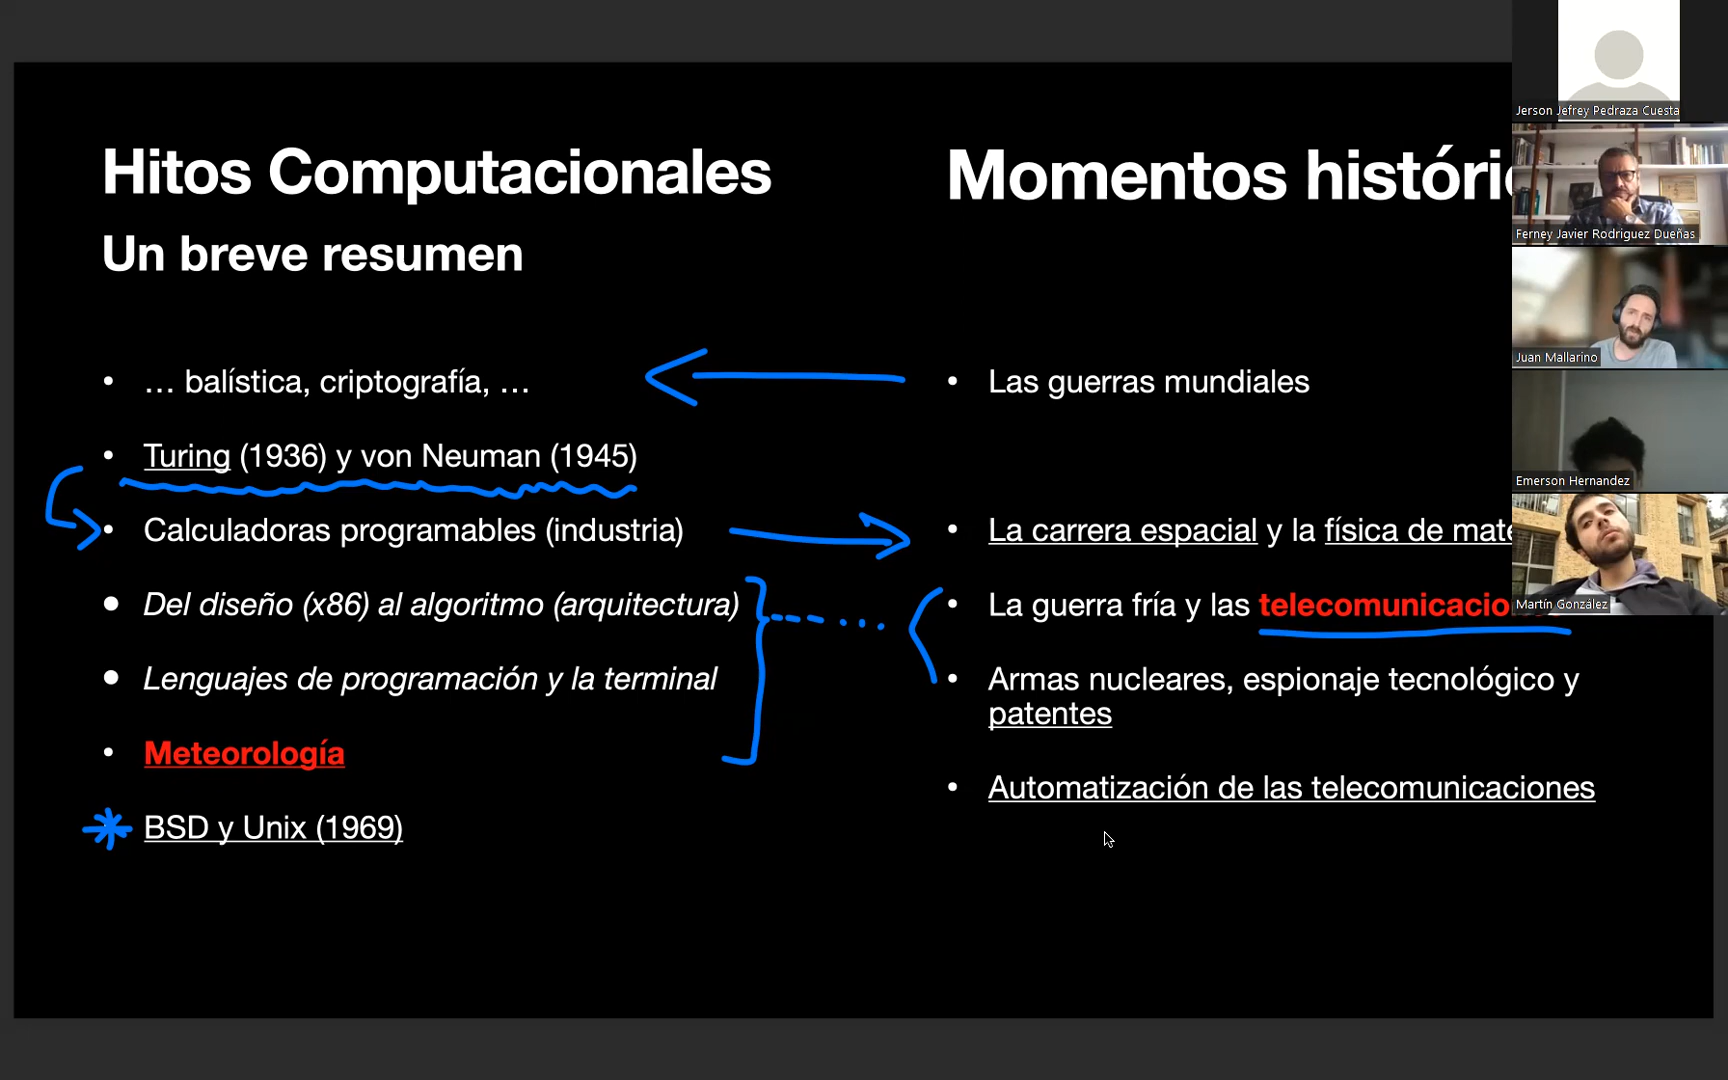 Hitos Computacionales
Un breve resumen
• … balística, criptografía, …
• Turing (1936) y von Neuman (1945)
• Calculadoras programables (industria)
• Del diseño (x86) al algoritmo (arquitectura)
• Lenguajes de programación y la terminal
• Meteorología
BSD y Unix (1969)
Momentos históri
• Las guerras mundiales
• La carrera espacial y la física de mate
• La guerra fría y las telecomunicacio
• Armas nucleares, espionaje tecnológico y
patentes
• Automatización de las telecomunicaciones
Jerson Jefrey Pedraza Cuesta
Ferney Javier Rodriguez Dueñas
Juan Mallarino
Emerson Hernandez
Martín González